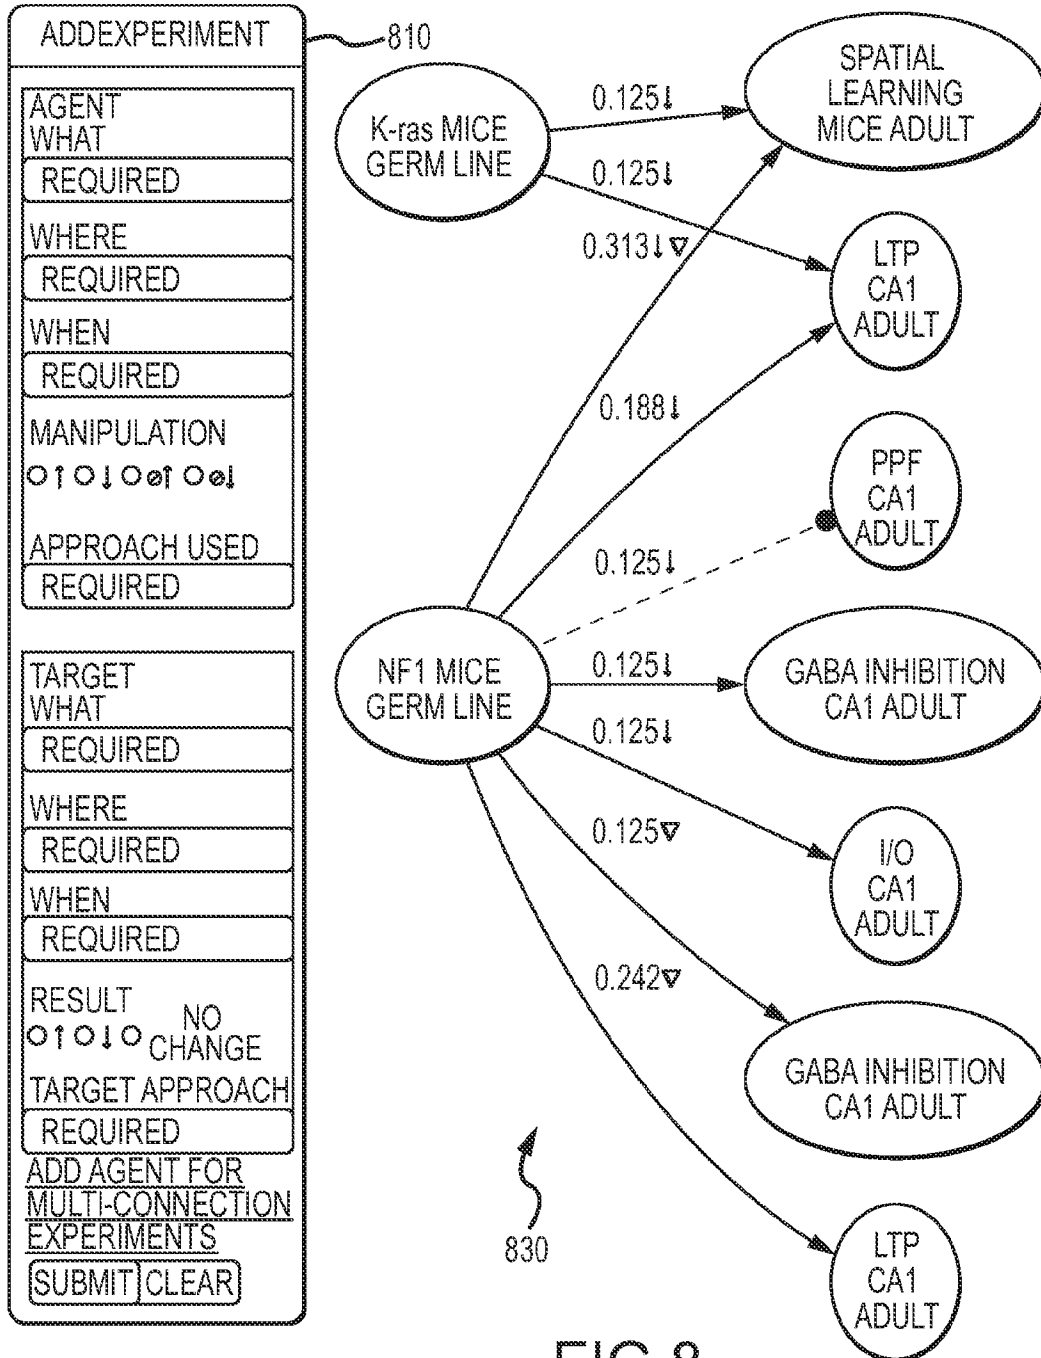 ADDEXPERIMENT
810
AGENT
WHAT
REQUIRED
WHERE
REQUIRED
WHEN
REQUIRED
MANIPULATION
O↑ O↓ O⊘↑ O⊘↓
APPROACH USED
REQUIRED
TARGET
WHAT
REQUIRED
WHERE
REQUIRED
WHEN
REQUIRED
RESULT
O↑ O↓ O NO
CHANGE
TARGET APPROACH
REQUIRED
ADD AGENT FOR
MULTI-CONNECTION
EXPERIMENTS
SUBMIT CLEAR
K-ras MICE
GERM LINE
0.125↓
0.125↓
SPATIAL
LEARNING
MICE ADULT
0.313↓▽
LTP
CA1
ADULT
0.188↓
PPF
CA1
ADULT
0.125↓
NF1 MICE
GERM LINE
0.125↓
GABA INHIBITION
CA1 ADULT
0.125↓
I/O
CA1
ADULT
0.125▽
GABA INHIBITION
CA1 ADULT
0.242▽
LTP
CA1
ADULT
830
FIG 8